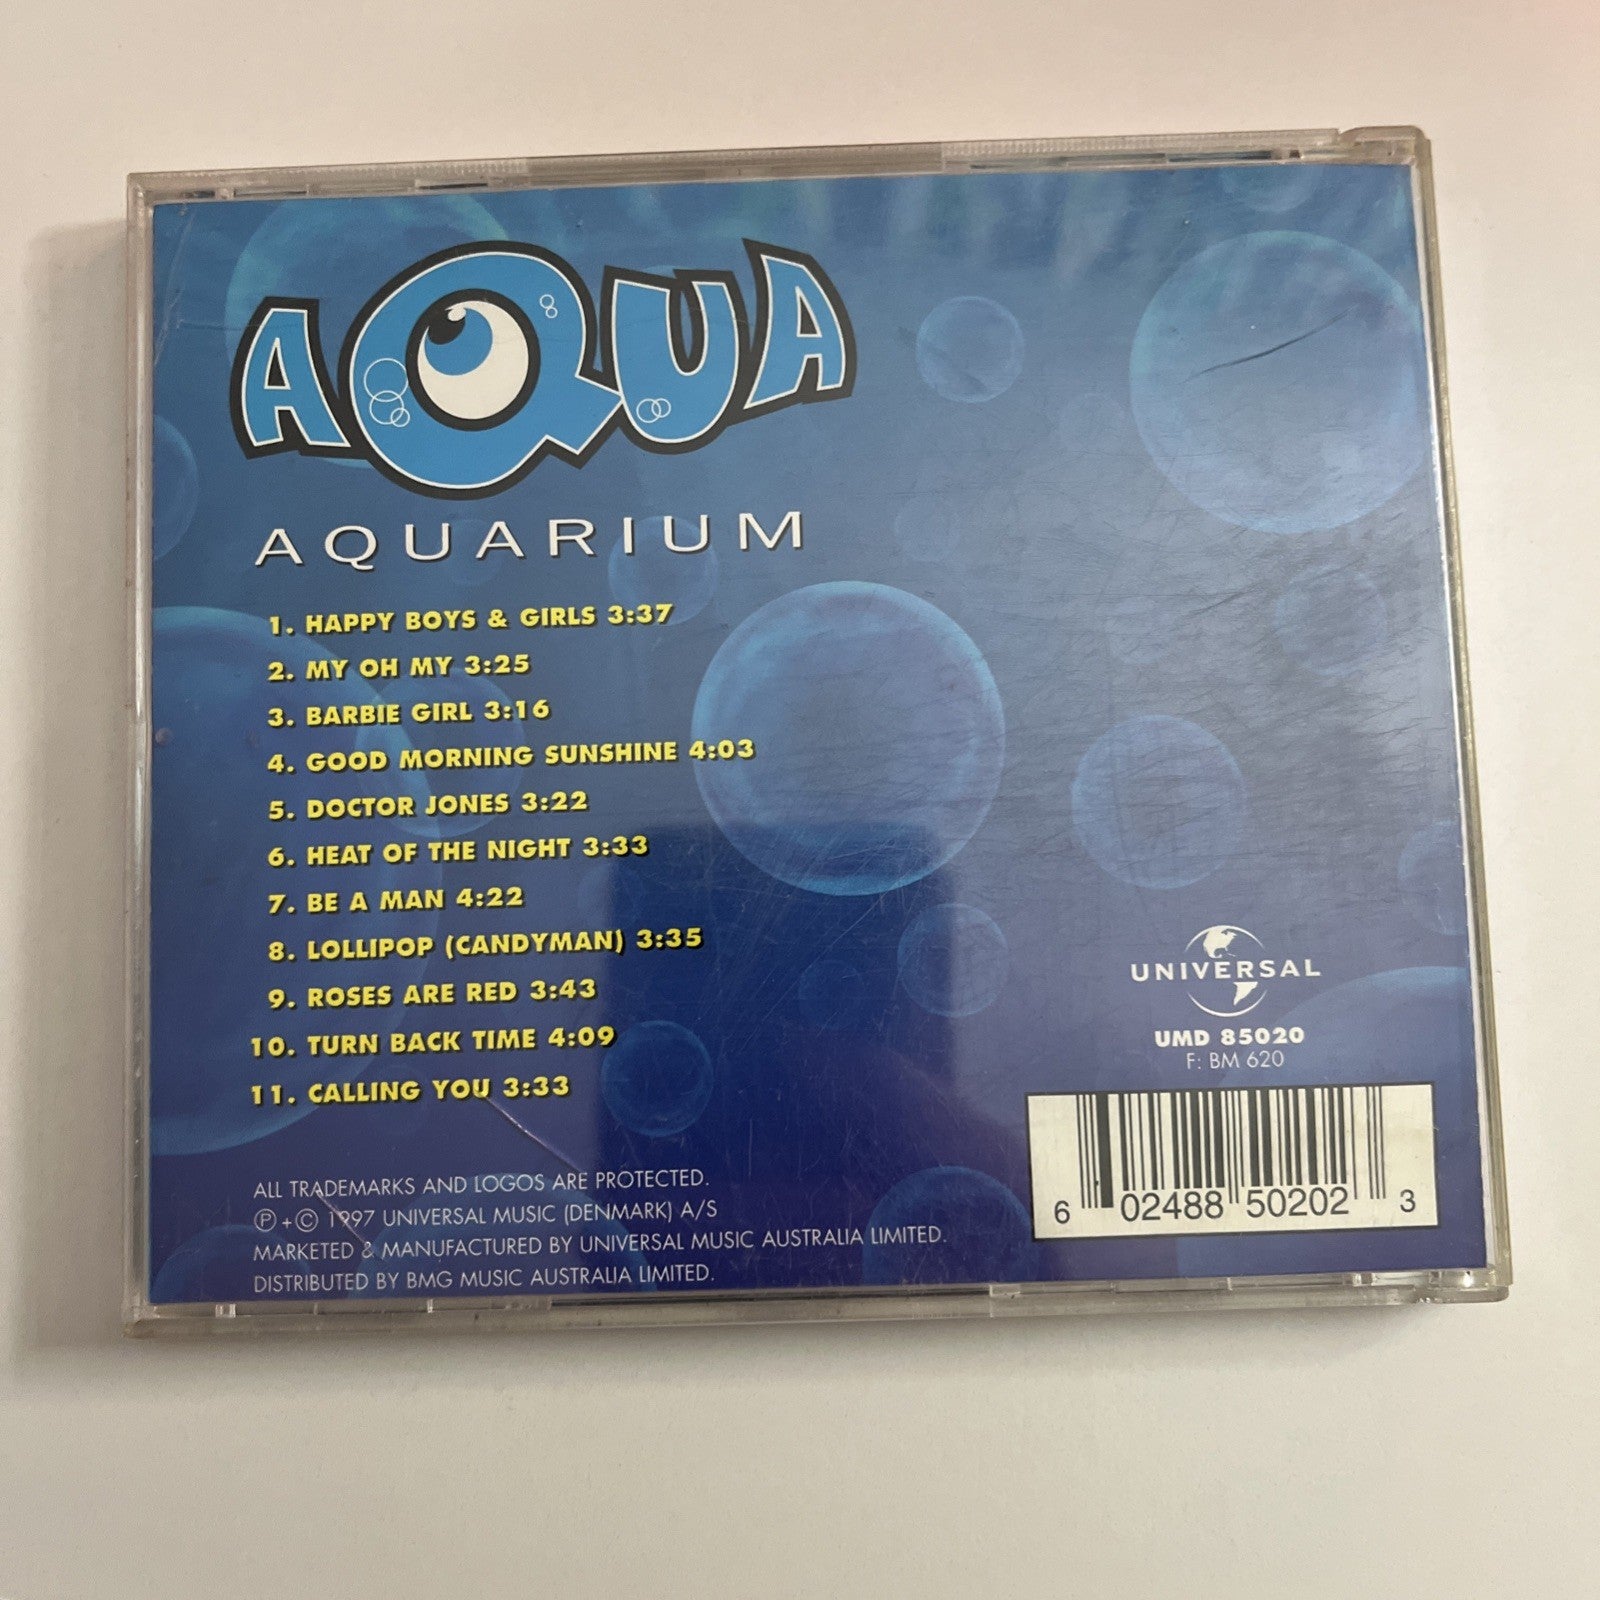 AQUA
AQUARIUM
1. HAPPY BOYS & GIRLS 3:37
2. MY OH MY 3:25
3. BARBIE GIRL 3:16
4. GOOD MORNING SUNSHINE 4:03
5. DOCTOR JONES 3:22
6. HEAT OF THE NIGHT 3:33
7. BE A MAN 4:22
8. LOLLIPOP (CANDYMAN) 3:35
9. ROSES ARE RED 3:43
10. TURN BACK TIME 4:09
11. CALLING YOU 3:33
UNIVERSAL
UMD 85020
F: BM 620
6 02488 50202 3
ALL TRADEMARKS AND LOGOS ARE PROTECTED.
℗+© 1997 UNIVERSAL MUSIC (DENMARK) A/S
MARKETED & MANUFACTURED BY UNIVERSAL MUSIC AUSTRALIA LIMITED.
DISTRIBUTED BY BMG MUSIC AUSTRALIA LIMITED.